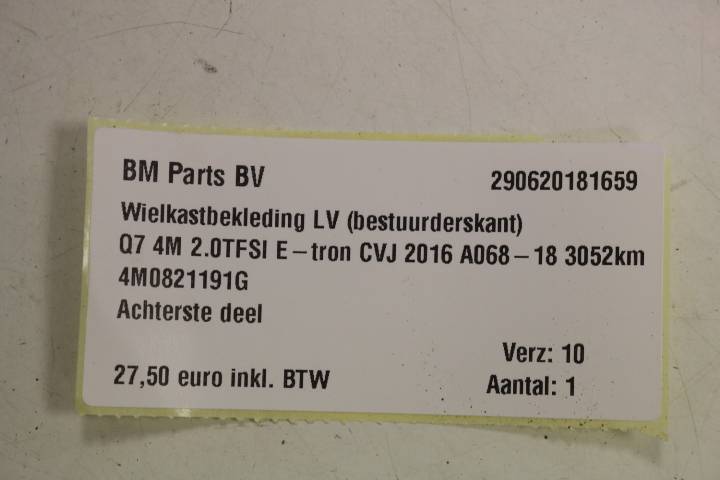 BM Parts BV 290620181659
Wielkastbekleding LV (bestuurderskant)
Q7 4M 2.0TFSI E-tron CVJ 2016 A068-18 3052km
4M0821191G
Achterste deel
Verz: 10
27,50 euro inkl. BTW Aantal: 1